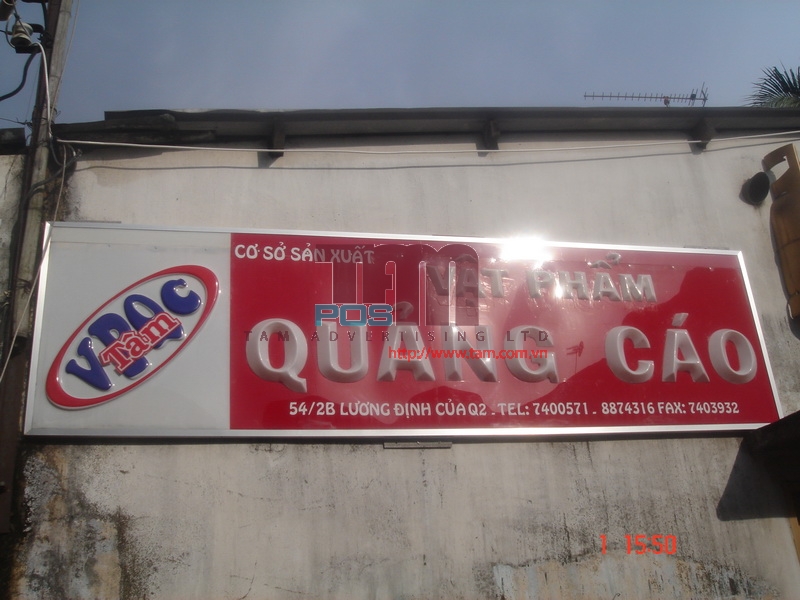 CƠ SỞ SẢN XUẤT
VẬT PHẨM
VPQC
Tâm
QUẢNG CÁO
54/2B LƯƠNG ĐỊNH CỦA Q2 . TEL: 7400571 . 8874316 FAX: 7403932
TAM
POS
TAM ADVERTIISING LTD
http://www.tam.com.vn
1 15:50